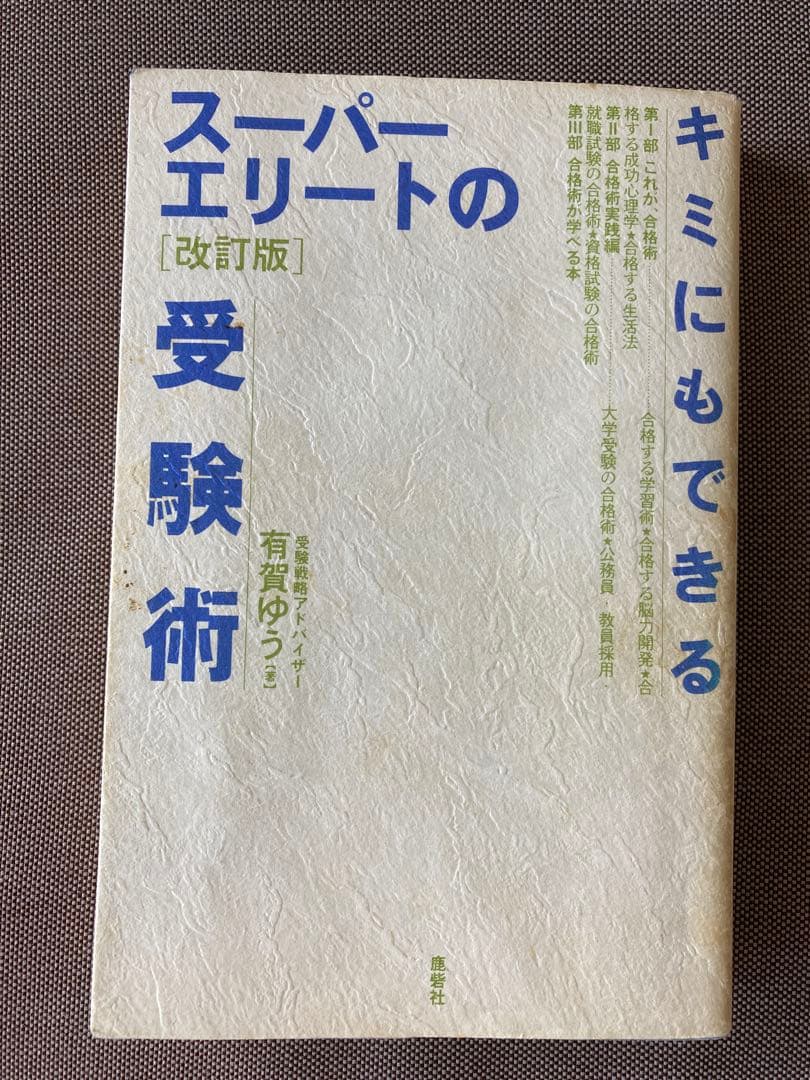 キミにもできる
第Ⅰ部 これが、合格術………………合格する学習術★合格する脳力開発★合
格する成功心理学★合格する生活法
第Ⅱ部 合格術実践編………………大学受験の合格術★公務員・教員採用・
就職試験の合格術★資格試験の合格術
第Ⅲ部 合格術が学べる本
スーパー
エリートの
[改訂版]
受験術
受験戦略アドバイザー
有賀ゆう[著]
鹿砦社